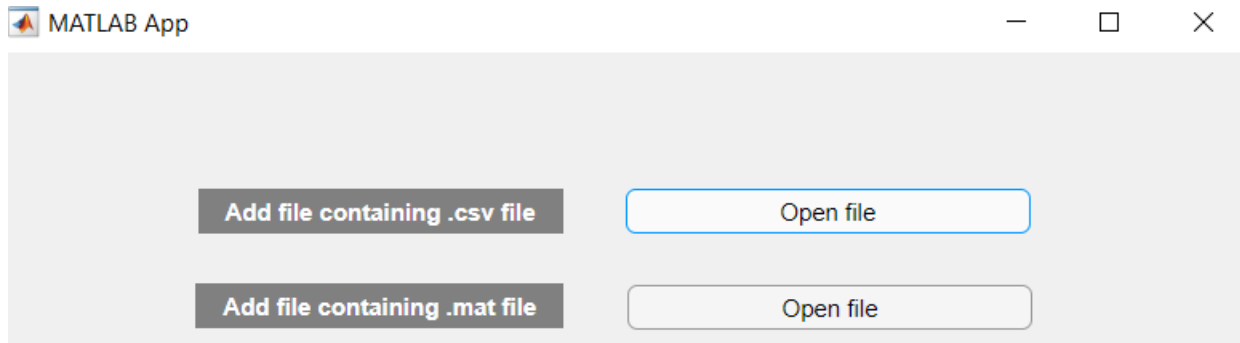 MATLAB App
Add file containing .csv file
Open file
Add file containing .mat file
Open file